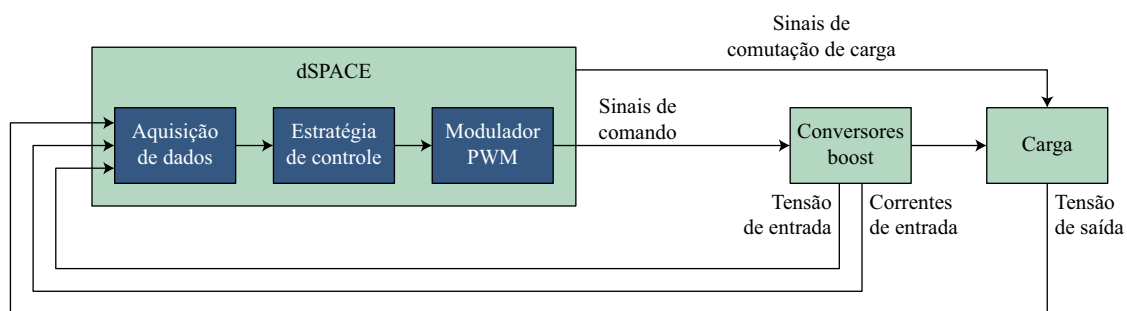 Sinais de
comutação de carga
dSPACE
Aquisição
de dados
Estratégia
de controle
Modulador
PWM
Sinais de
comando
Conversores
boost
Carga
Tensão
de entrada
Correntes
de entrada
Tensão
de saída